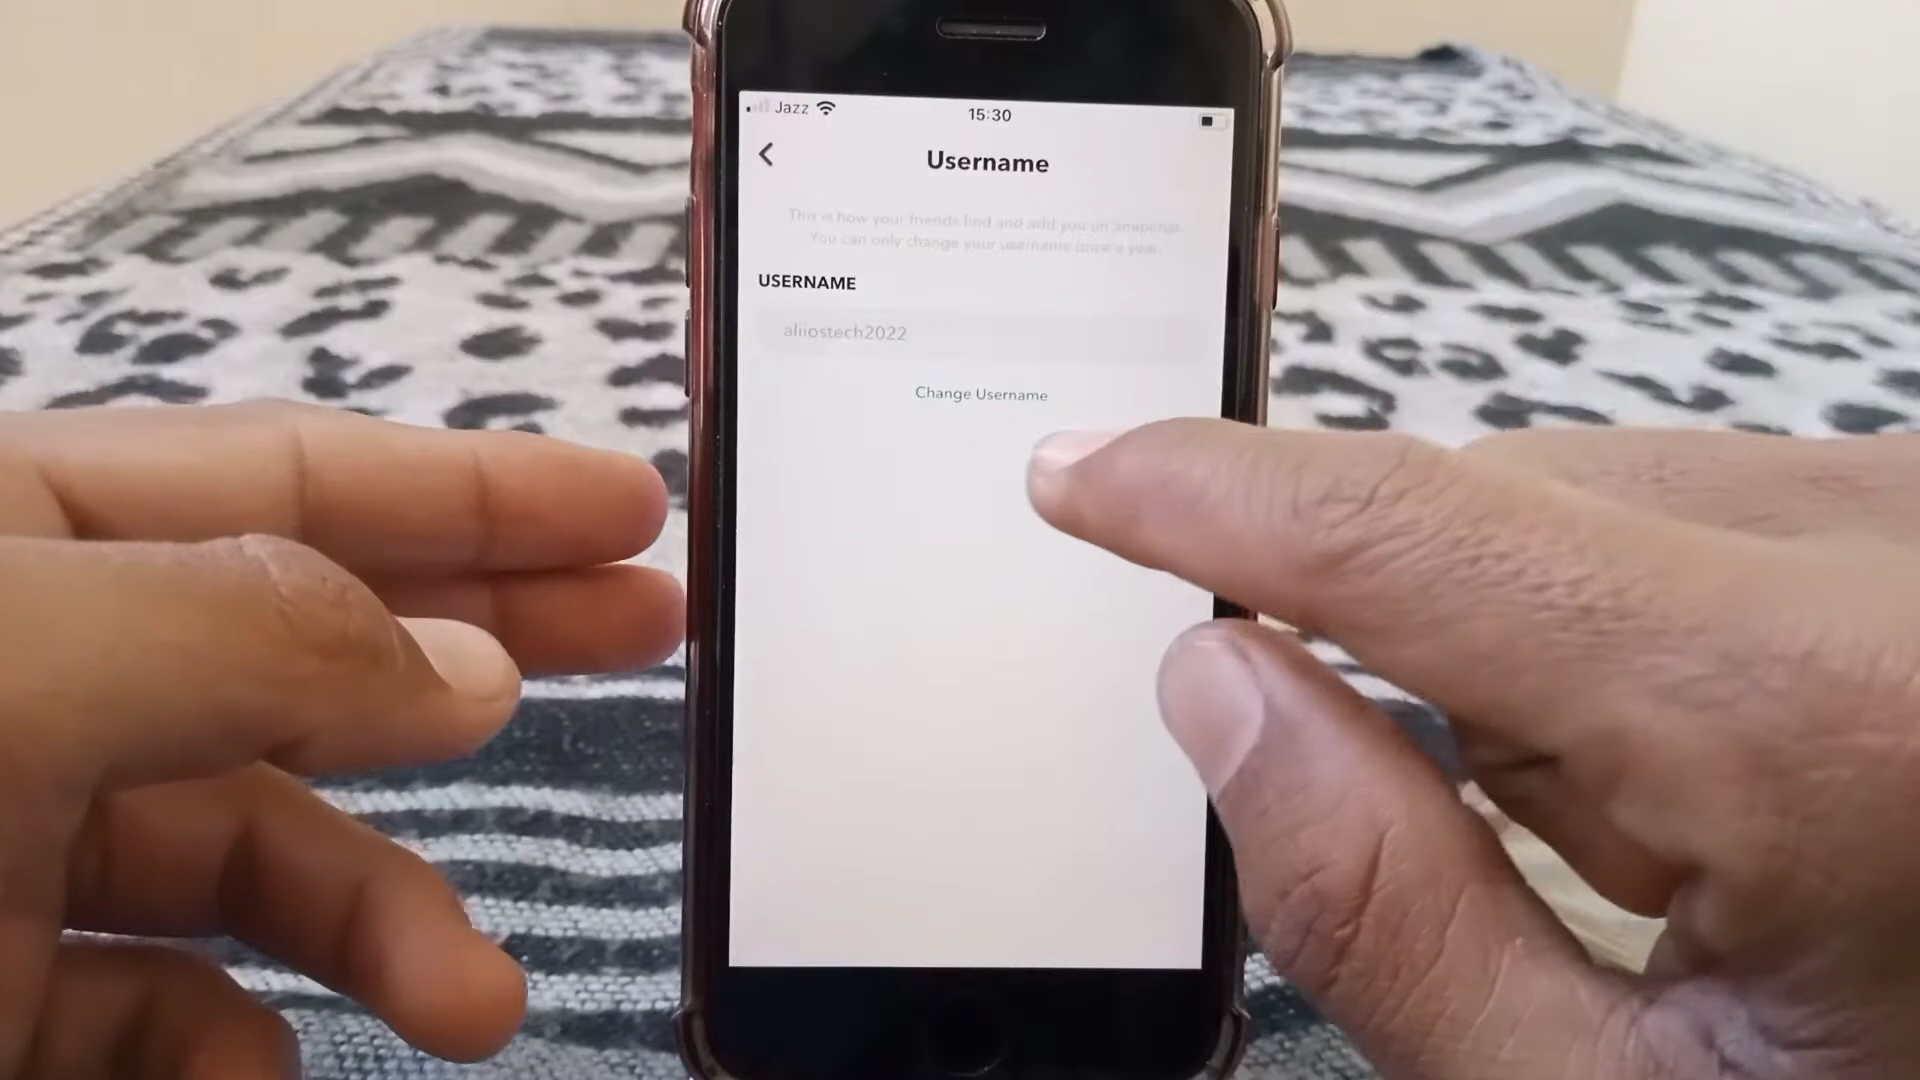 Jazz
15:30
Username
This is how your friends find and add you on Snapchat.
You can only change your username once a year.
USERNAME
aliiostech2022
Change Username